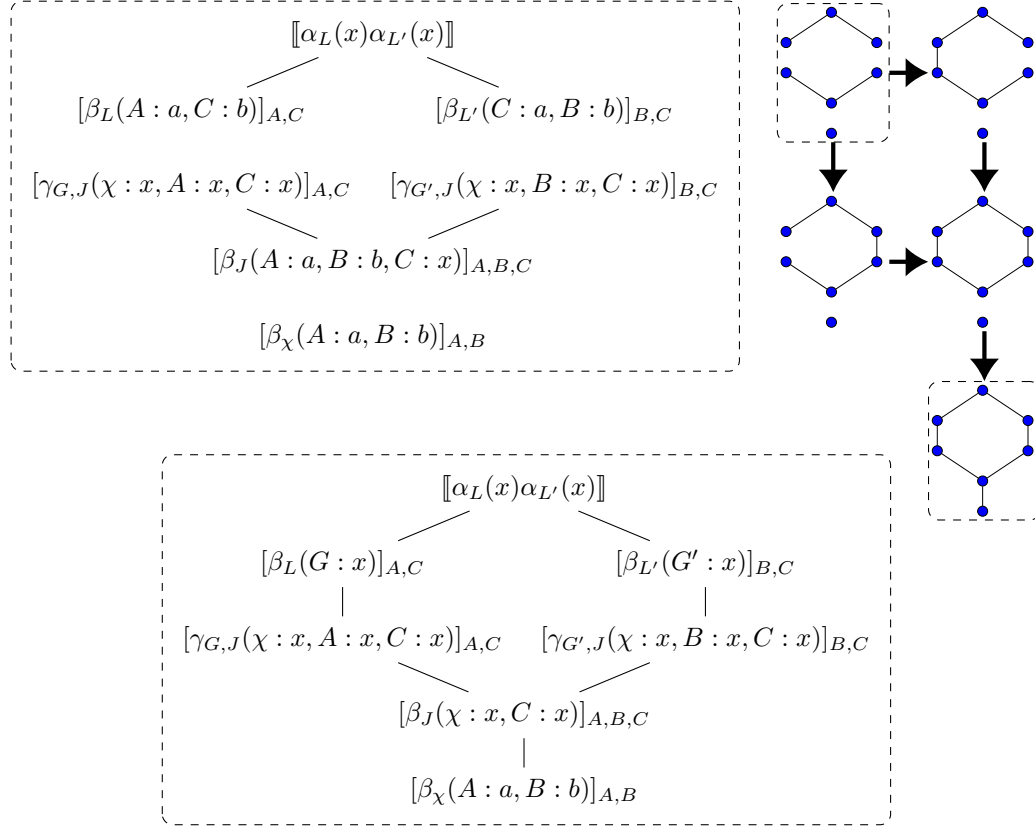 ⟦α_L(x)α_{L′}(x)⟧
[β_L(A : a, C : b)]_{A,C} [β_{L′}(C : a, B : b)]_{B,C}
[γ_{G,J}(χ : x, A : x, C : x)]_{A,C} [γ_{G′,J}(χ : x, B : x, C : x)]_{B,C}
[β_J(A : a, B : b, C : x)]_{A,B,C}
[β_χ(A : a, B : b)]_{A,B}
⟦α_L(x)α_{L′}(x)⟧
[β_L(G : x)]_{A,C} [β_{L′}(G′ : x)]_{B,C}
[γ_{G,J}(χ : x, A : x, C : x)]_{A,C} [γ_{G′,J}(χ : x, B : x, C : x)]_{B,C}
[β_J(χ : x, C : x)]_{A,B,C}
[β_χ(A : a, B : b)]_{A,B}